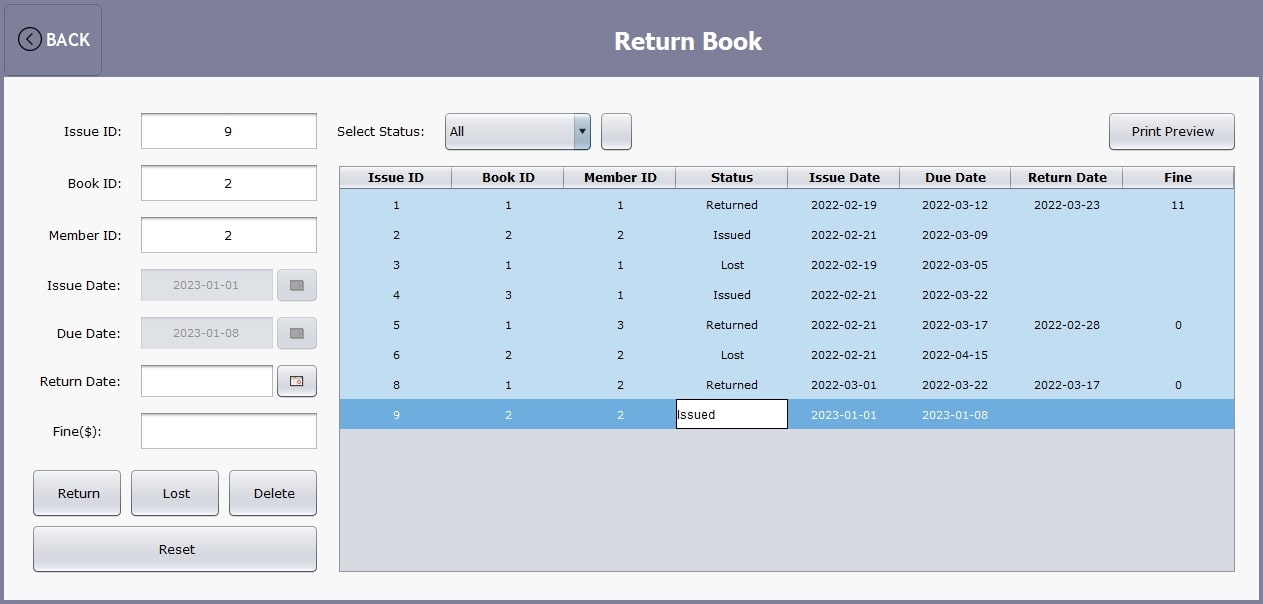 BACK
Return Book
Issue ID: 9
Book ID: 2
Member ID: 2
Issue Date: 2023-01-01
Due Date: 2023-01-08
Return Date:
Fine($):
Return Lost Delete
Reset
Select Status: All
Print Preview
Issue ID Book ID Member ID Status Issue Date Due Date Return Date Fine
1 1 1 Returned 2022-02-19 2022-03-12 2022-03-23 11
2 2 2 Issued 2022-02-21 2022-03-09
3 1 1 Lost 2022-02-19 2022-03-05
4 3 1 Issued 2022-02-21 2022-03-22
5 1 3 Returned 2022-02-21 2022-03-17 2022-02-28 0
6 2 2 Lost 2022-02-21 2022-04-15
8 1 2 Returned 2022-03-01 2022-03-22 2022-03-17 0
9 2 2 Issued 2023-01-01 2023-01-08